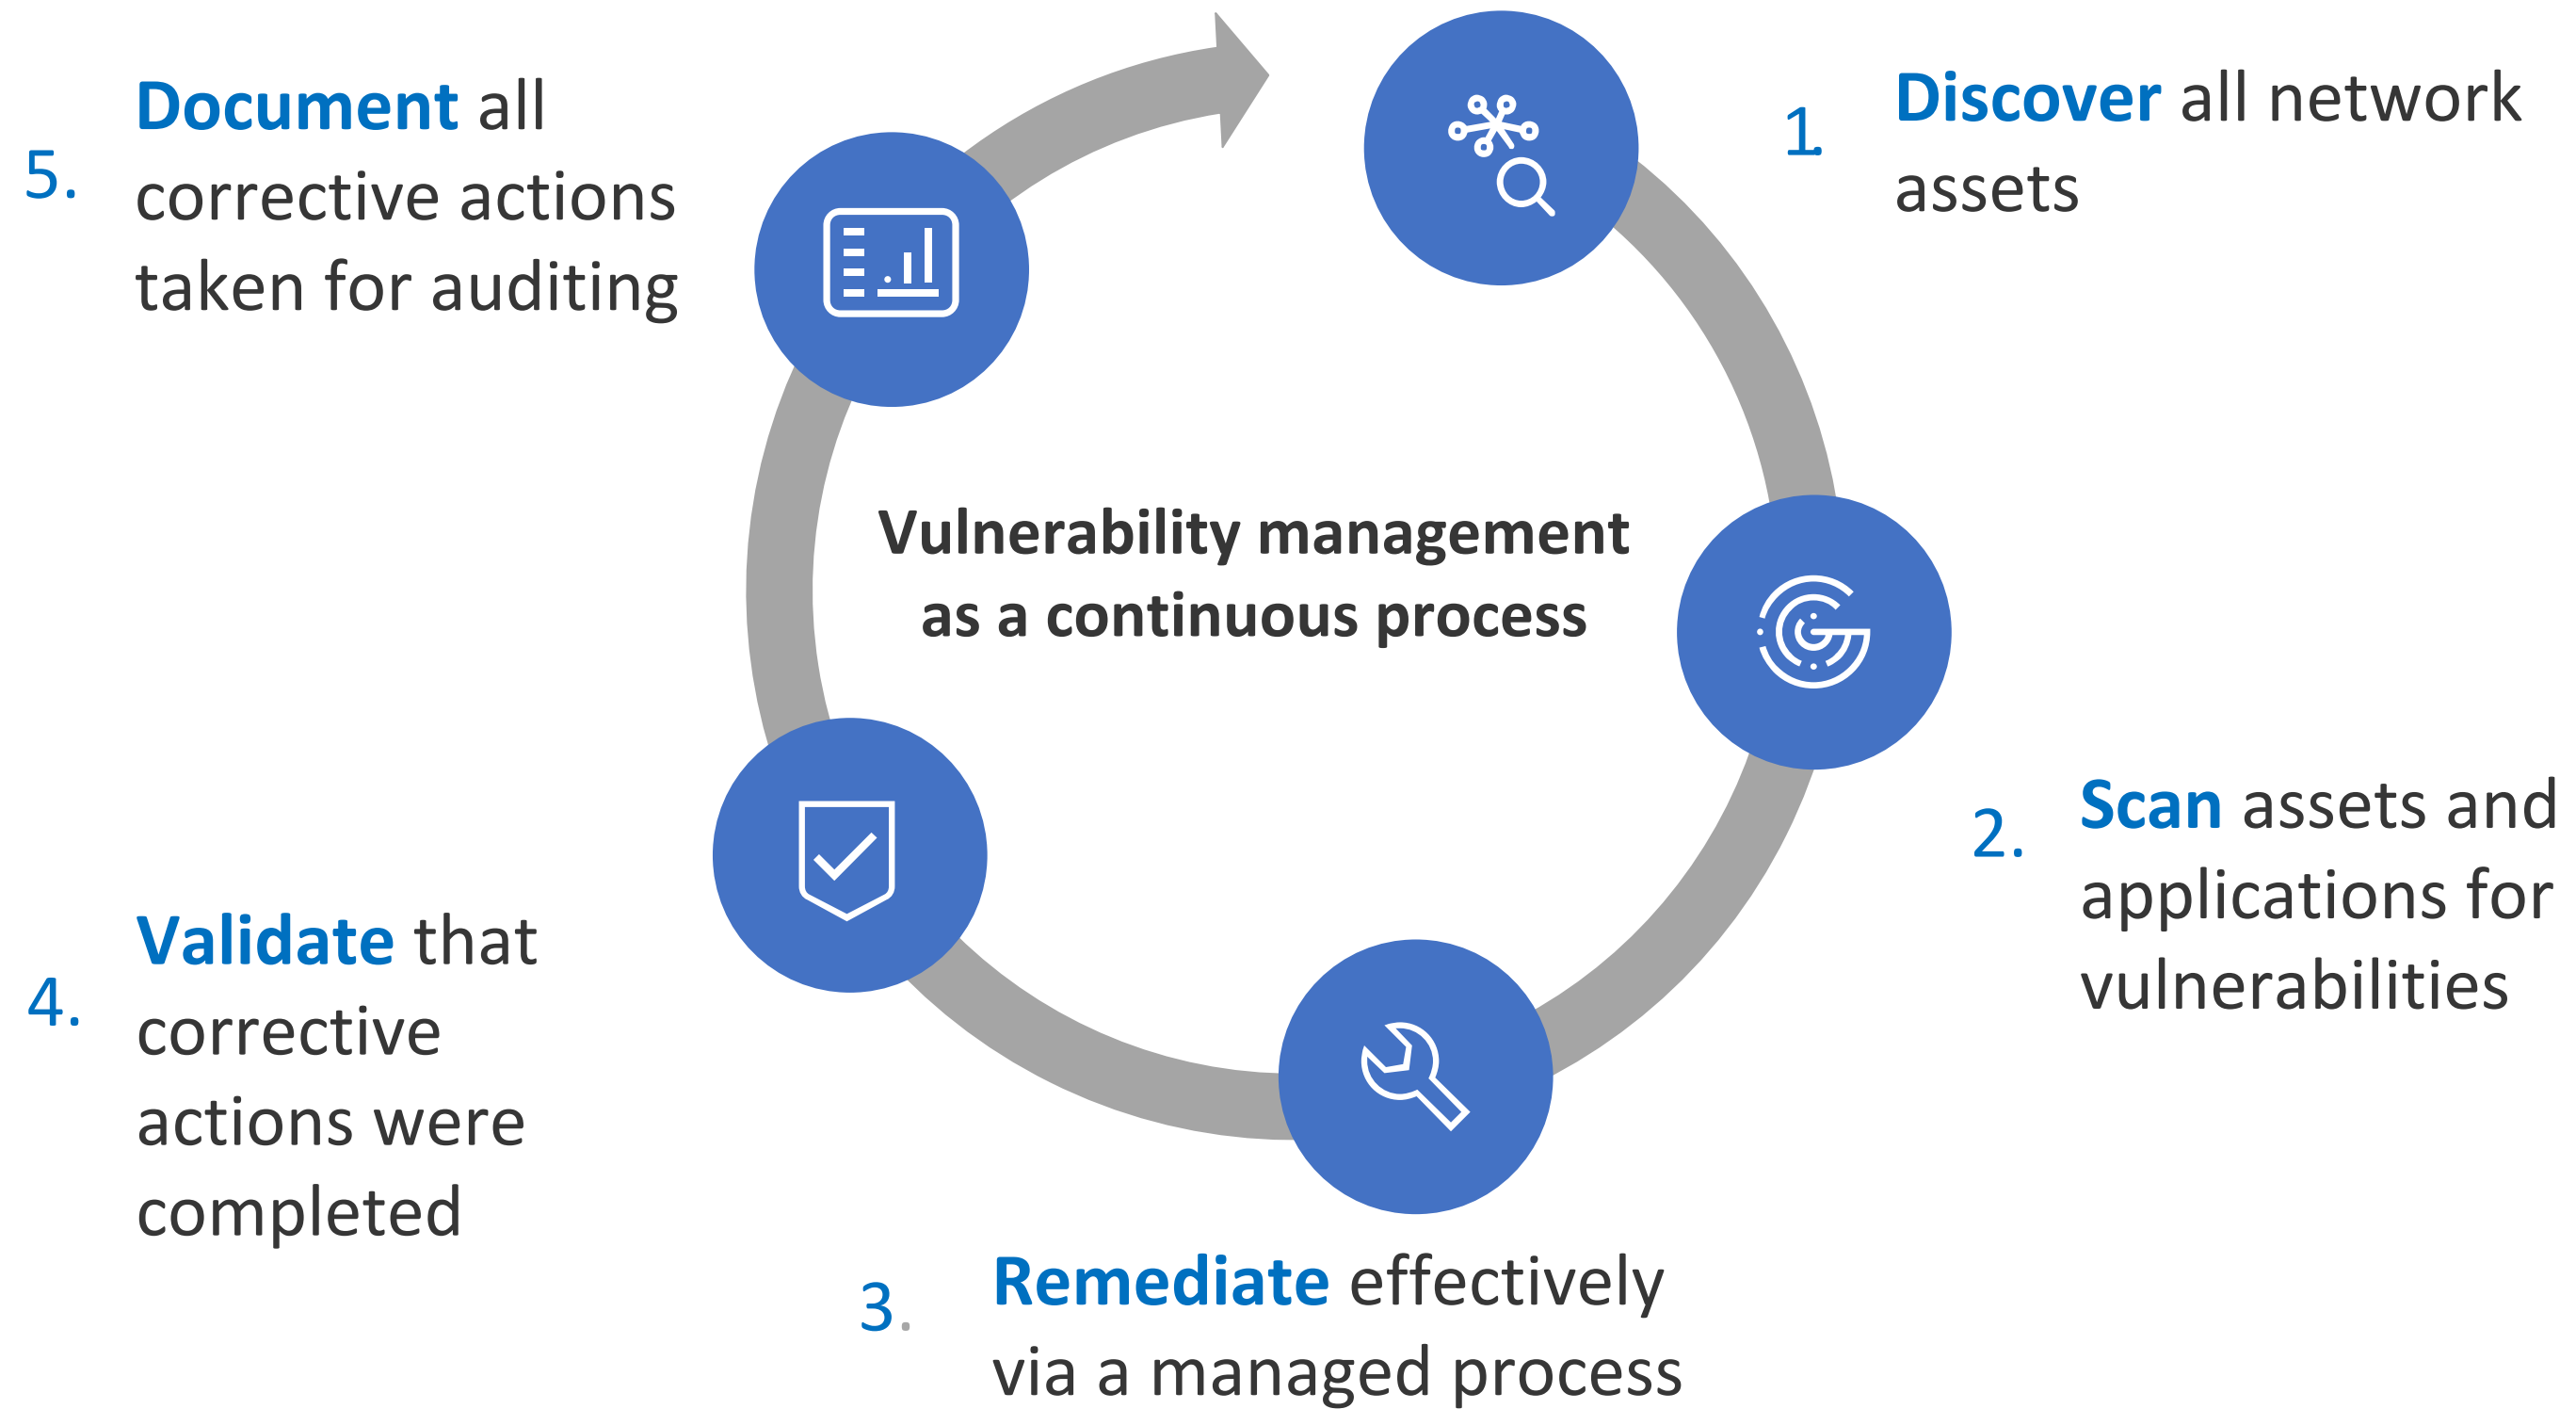 1. Discover all network
assets
2. Scan assets and
applications for
vulnerabilities
3. Remediate effectively
via a managed process
4. Validate that
corrective
actions were
completed
5. Document all
corrective actions
taken for auditing
Vulnerability management
as a continuous process